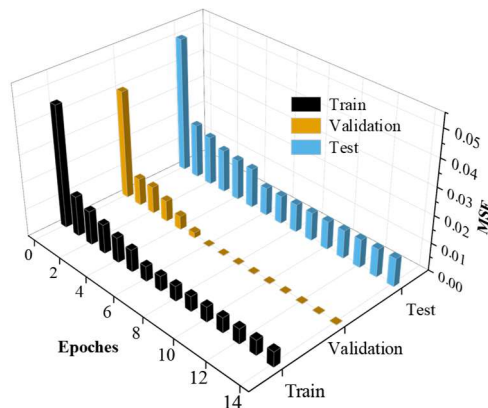 Train
Validation
Test
0.05
0.04
0.03
0.02
0.01
0.00
MSE
0
2
4
6
8
10
12
14
Epoches
Train
Validation
Test